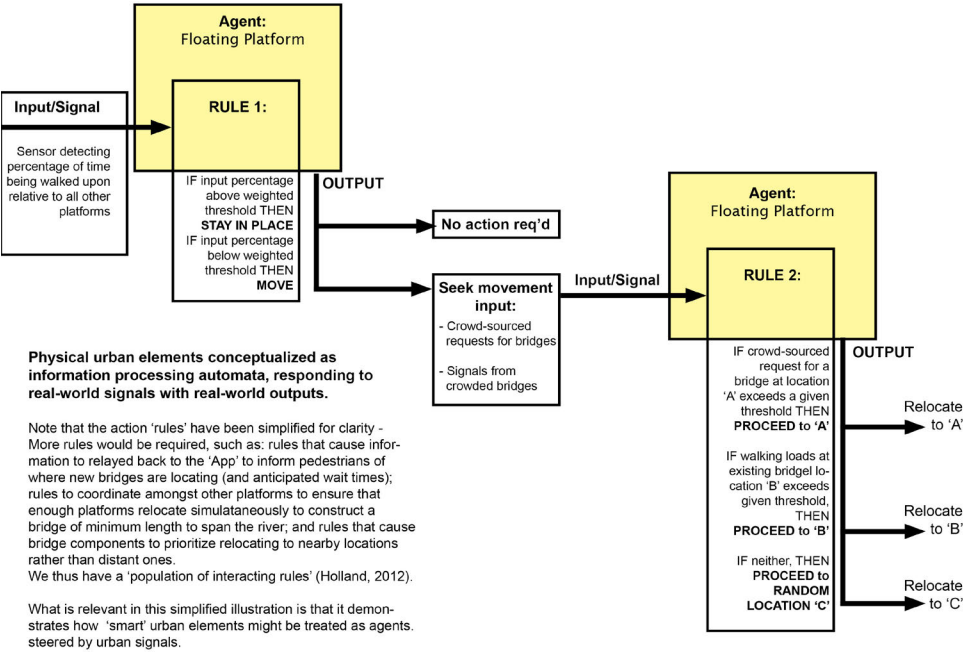 Agent:
Floating Platform
Input/Signal
RULE 1:
Sensor detecting
percentage of time
being walked upon
relative to all other
platforms
IF input percentage
above weighted
threshold THEN
STAY IN PLACE
IF input percentage
below weighted
threshold THEN
MOVE
OUTPUT
No action req’d
Seek movement
input:
- Crowd-sourced
requests for bridges
- Signals from
crowded bridges
Input/Signal
Agent:
Floating Platform
RULE 2:
IF crowd-sourced
request for a
bridge at location
‘A’ exceeds a given
threshold THEN
PROCEED to ‘A’
IF walking loads at
existing bridgel lo-
cation ‘B’ exceeds
given threshold,
THEN
PROCEED to ‘B’
IF neither, THEN
PROCEED to
RANDOM
LOCATION ‘C’
OUTPUT
Relocate
to ‘A’
Relocate
to ‘B’
Relocate
to ‘C’
Physical urban elements conceptualized as
information processing automata, responding to
real-world signals with real-world outputs.
Note that the action ‘rules’ have been simplified for clarity -
More rules would be required, such as: rules that cause infor-
mation to relayed back to the ‘App’ to inform pedestrians of
where new bridges are locating (and anticipated wait times);
rules to coordinate amongst other platforms to ensure that
enough platforms relocate simulataneously to construct a
bridge of minimum length to span the river; and rules that cause
bridge components to prioritize relocating to nearby locations
rather than distant ones.
We thus have a ‘population of interacting rules’ (Holland, 2012).
What is relevant in this simplified illustration is that it demon-
strates how ‘smart’ urban elements might be treated as agents.
steered by urban signals.